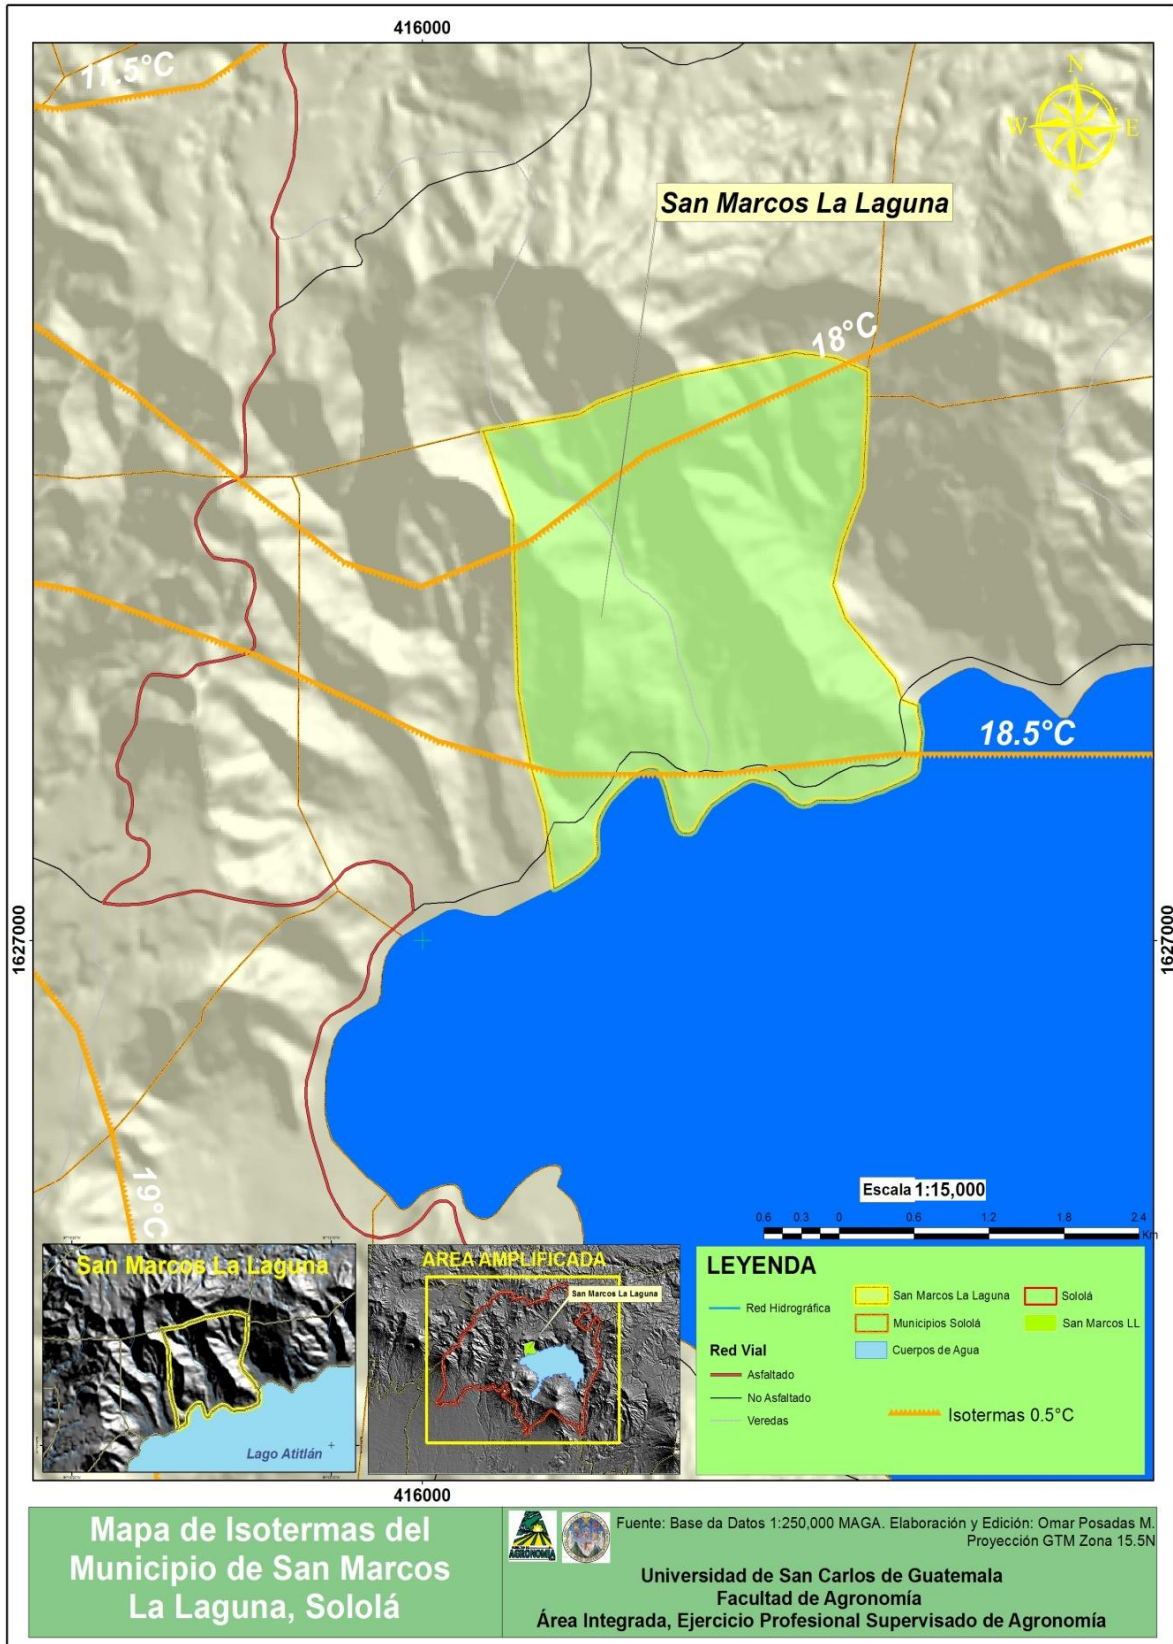 416000
17.5°C
N
W
E
S
San Marcos La Laguna
18°C
18.5°C
1627000
1627000
19°C
Escala 1:15,000
0.6 0.3 0 0.6 1.2 1.8 2.4
Km
San Marcos La Laguna
Lago Atitlán
AREA AMPLIFICADA
San Marcos La Laguna
LEYENDA
Red Hidrográfica
San Marcos La Laguna
Sololá
Municipios Sololá
San Marcos LL
Cuerpos de Agua
Red Vial
Asfaltado
No Asfaltado
Veredas
Isotermas 0.5°C
416000
Mapa de Isotermas del
Municipio de San Marcos
La Laguna, Sololá
AGRONOMÍA
Fuente: Base da Datos 1:250,000 MAGA. Elaboración y Edición: Omar Posadas M.
Proyección GTM Zona 15.5N
Universidad de San Carlos de Guatemala
Facultad de Agronomía
Área Integrada, Ejercicio Profesional Supervisado de Agronomía